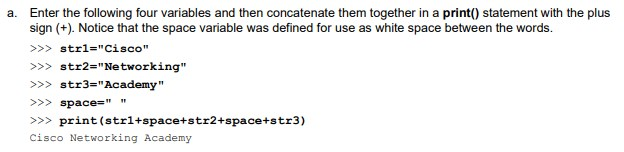 a. Enter the following four variables and then concatenate them together in a print() statement with the plus
sign (+). Notice that the space variable was defined for use as white space between the words.
>>> str1="Cisco"
>>> str2="Networking"
>>> str3="Academy"
>>> space=" "
>>> print(str1+space+str2+space+str3)
Cisco Networking Academy